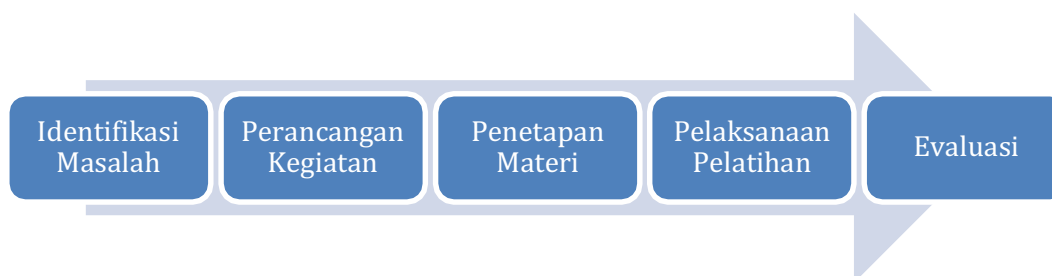 Identifikasi
Masalah
Perancangan
Kegiatan
Penetapan
Materi
Pelaksanaan
Pelatihan
Evaluasi